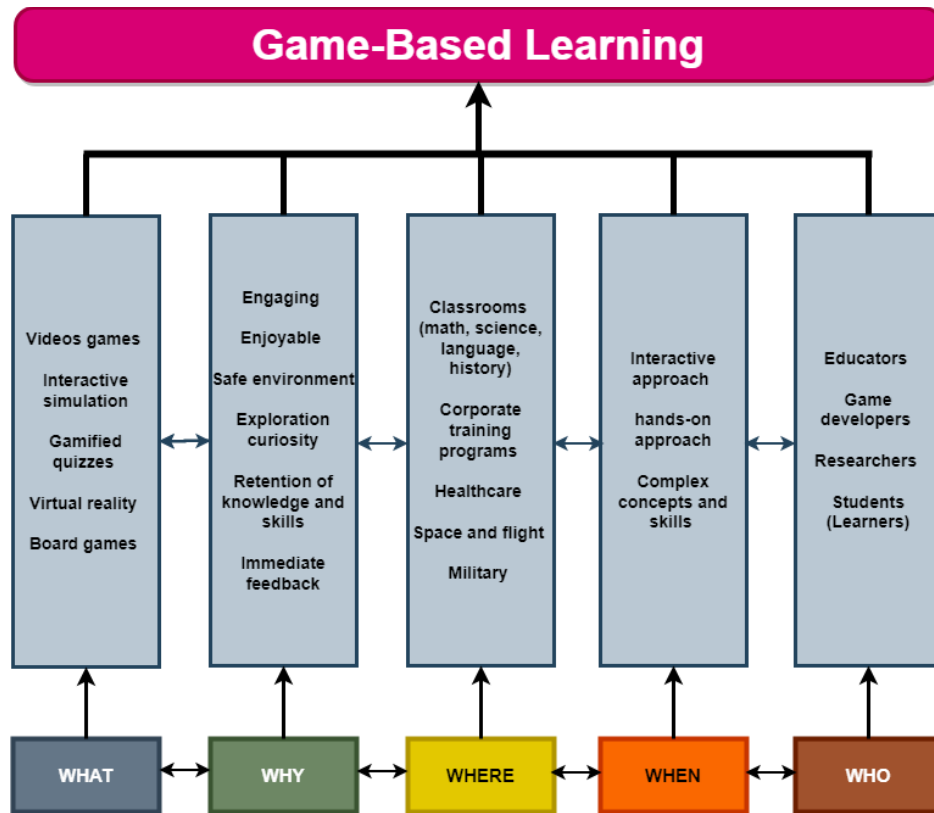 Game-Based Learning
Videos games
Interactive
simulation
Gamified
quizzes
Virtual reality
Board games
Engaging
Enjoyable
Safe environment
Exploration
curiosity
Retention of
knowledge and
skills
Immediate
feedback
Classrooms
(math, science,
language,
history)
Corporate
training
programs
Healthcare
Space and flight
Military
Interactive
approach
hands-on
approach
Complex
concepts and
skills
Educators
Game
developers
Researchers
Students
(Learners)
WHAT
WHY
WHERE
WHEN
WHO